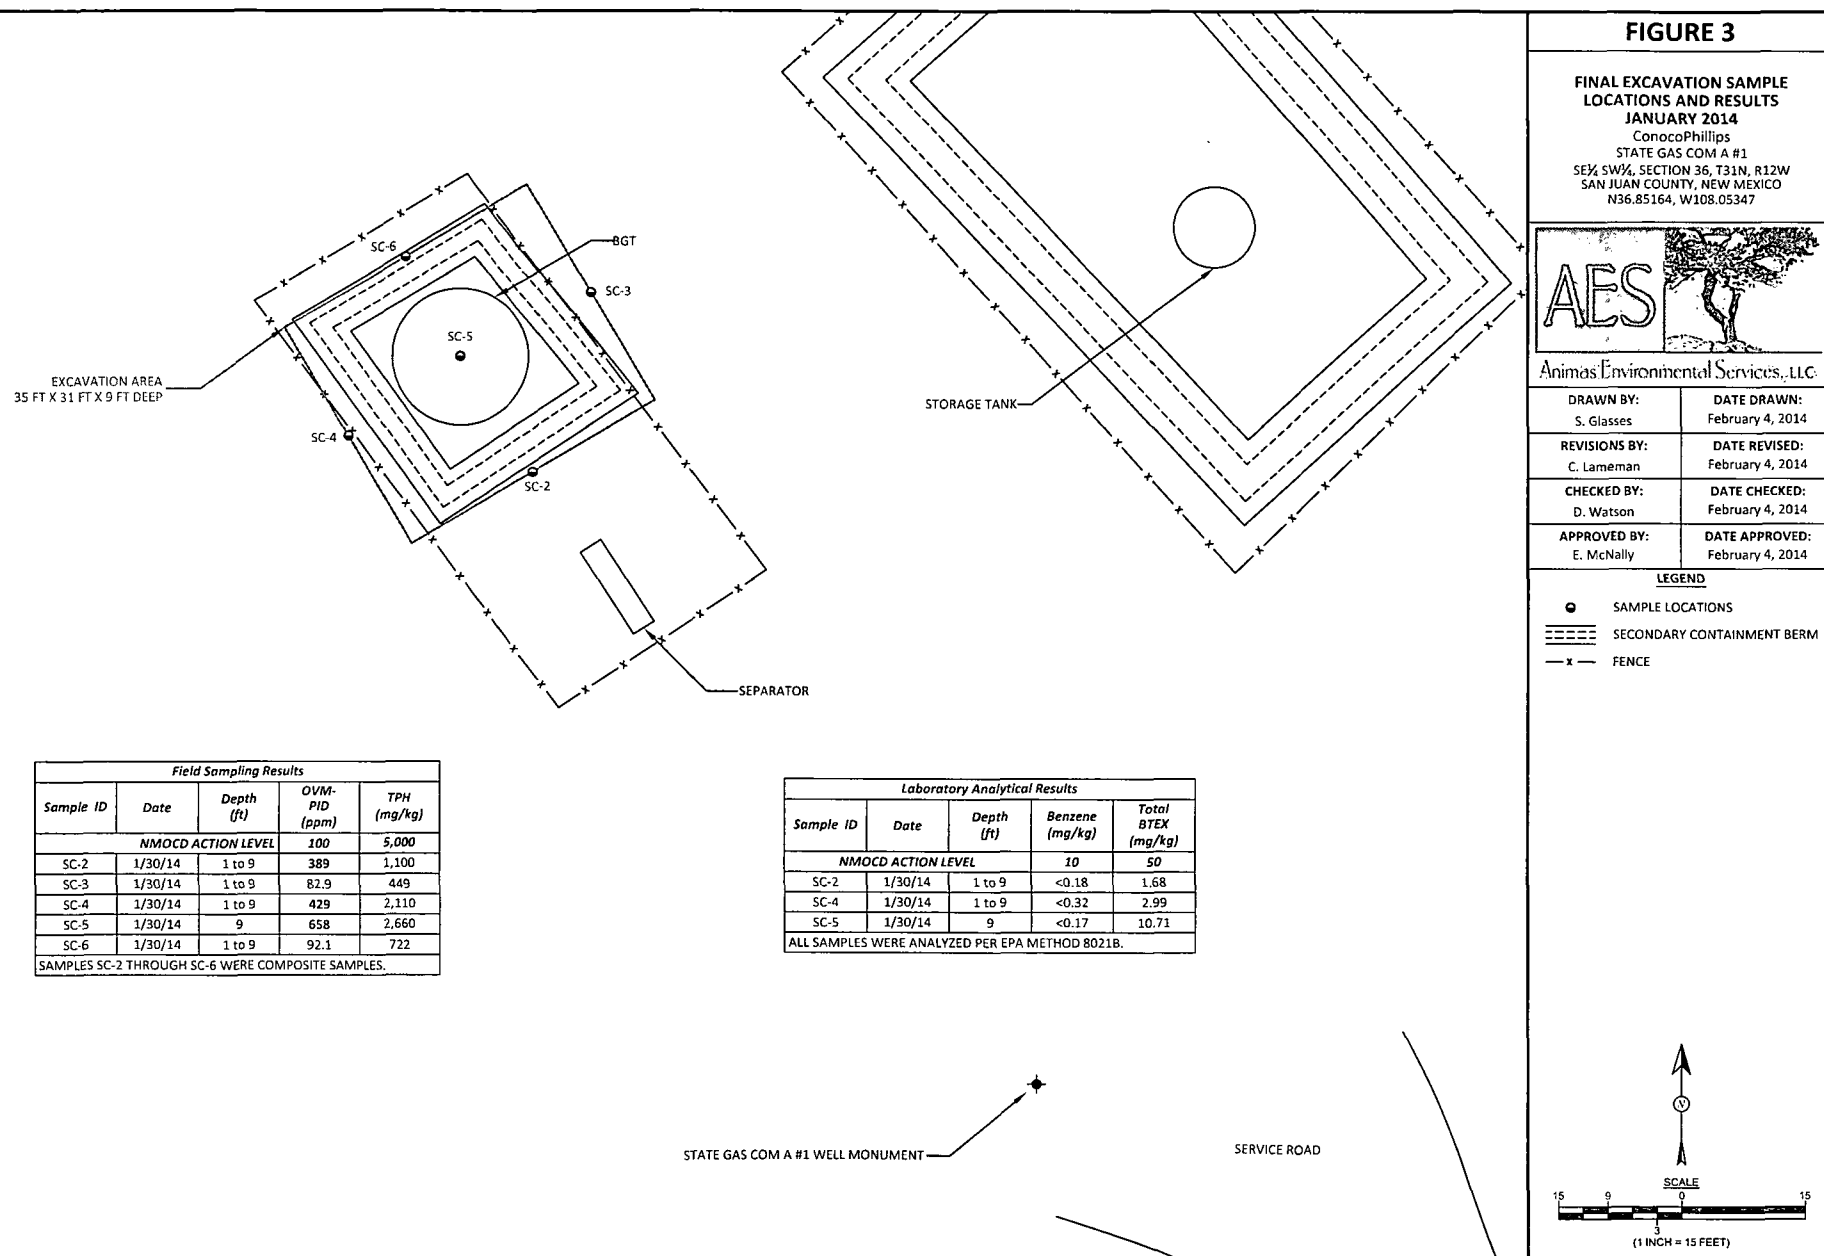 FIGURE 3
FINAL EXCAVATION SAMPLE
LOCATIONS AND RESULTS
JANUARY 2014
ConocoPhillips
STATE GAS COM A #1
SE¼ SW¼, SECTION 36, T31N, R12W
SAN JUAN COUNTY, NEW MEXICO
N36.85164, W108.05347
AES
Animas Environmental Services, LLC
DRAWN BY: DATE DRAWN:
S. Glasses February 4, 2014
REVISIONS BY: DATE REVISED:
C. Lameman February 4, 2014
CHECKED BY: DATE CHECKED:
D. Watson February 4, 2014
APPROVED BY: DATE APPROVED:
E. McNally February 4, 2014
LEGEND
SAMPLE LOCATIONS
SECONDARY CONTAINMENT BERM
x FENCE
SC-6
BGT
SC-3
SC-5
EXCAVATION AREA
35 FT X 31 FT X 9 FT DEEP
SC-4
SC-2
STORAGE TANK
SEPARATOR
Field Sampling Results
Sample ID Date Depth (ft) OVM-PID (ppm) TPH (mg/kg)
NMOCD ACTION LEVEL 100 5,000
SC-2 1/30/14 1 to 9 389 1,100
SC-3 1/30/14 1 to 9 82.9 449
SC-4 1/30/14 1 to 9 429 2,110
SC-5 1/30/14 9 658 2,660
SC-6 1/30/14 1 to 9 92.1 722
SAMPLES SC-2 THROUGH SC-6 WERE COMPOSITE SAMPLES.
Laboratory Analytical Results
Sample ID Date Depth (ft) Benzene (mg/kg) Total BTEX (mg/kg)
NMOCD ACTION LEVEL 10 50
SC-2 1/30/14 1 to 9 <0.18 1.68
SC-4 1/30/14 1 to 9 <0.32 2.99
SC-5 1/30/14 9 <0.17 10.71
ALL SAMPLES WERE ANALYZED PER EPA METHOD 8021B.
STATE GAS COM A #1 WELL MONUMENT
SERVICE ROAD
N
SCALE
15 9 0 15
3
(1 INCH = 15 FEET)